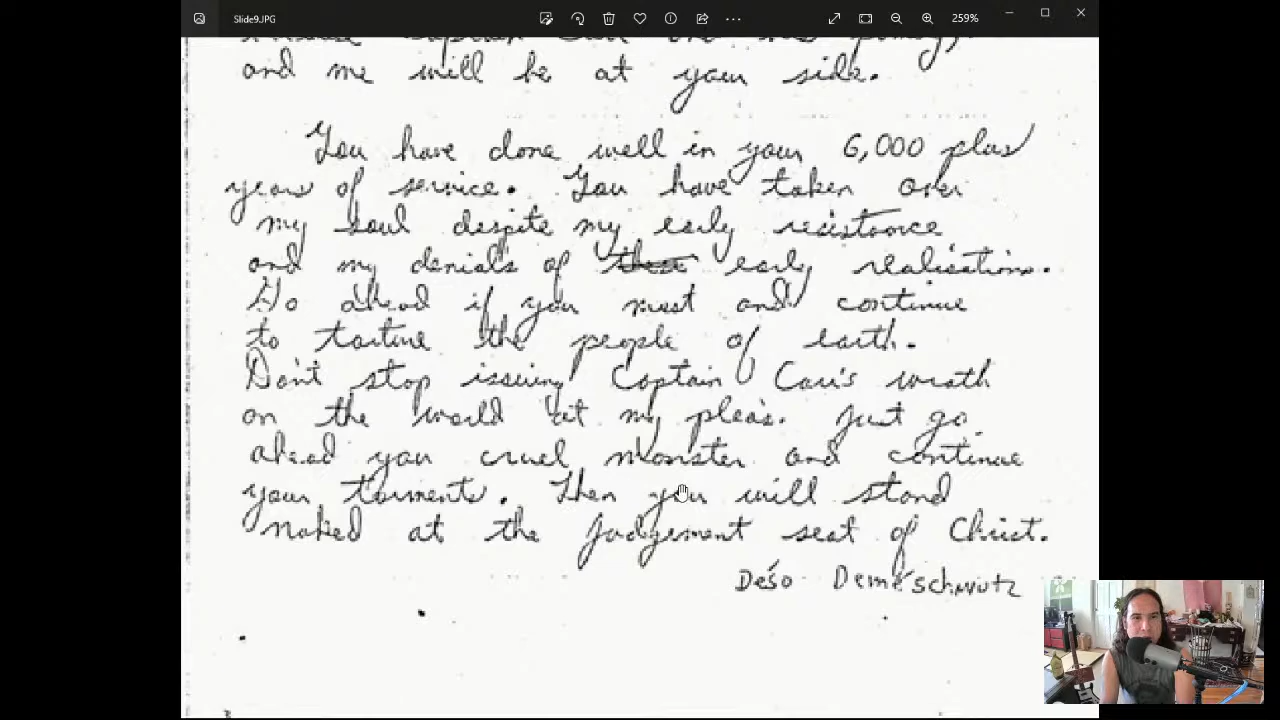 Slide9.JPG
259%
and me will be at your side.
You have done well in your 6,000 plus
years of service. You have taken over
my soul despite my early resistance
and my denials of these early realisations.
Go ahead if you must and continue
to torture the people of earth.
Don't stop issuing Captain Car's wrath
on the world at my pleas. Just go
ahead you cruel monster and continue
your torments. Then you will stand
naked at the judgement seat of Christ.
Deso